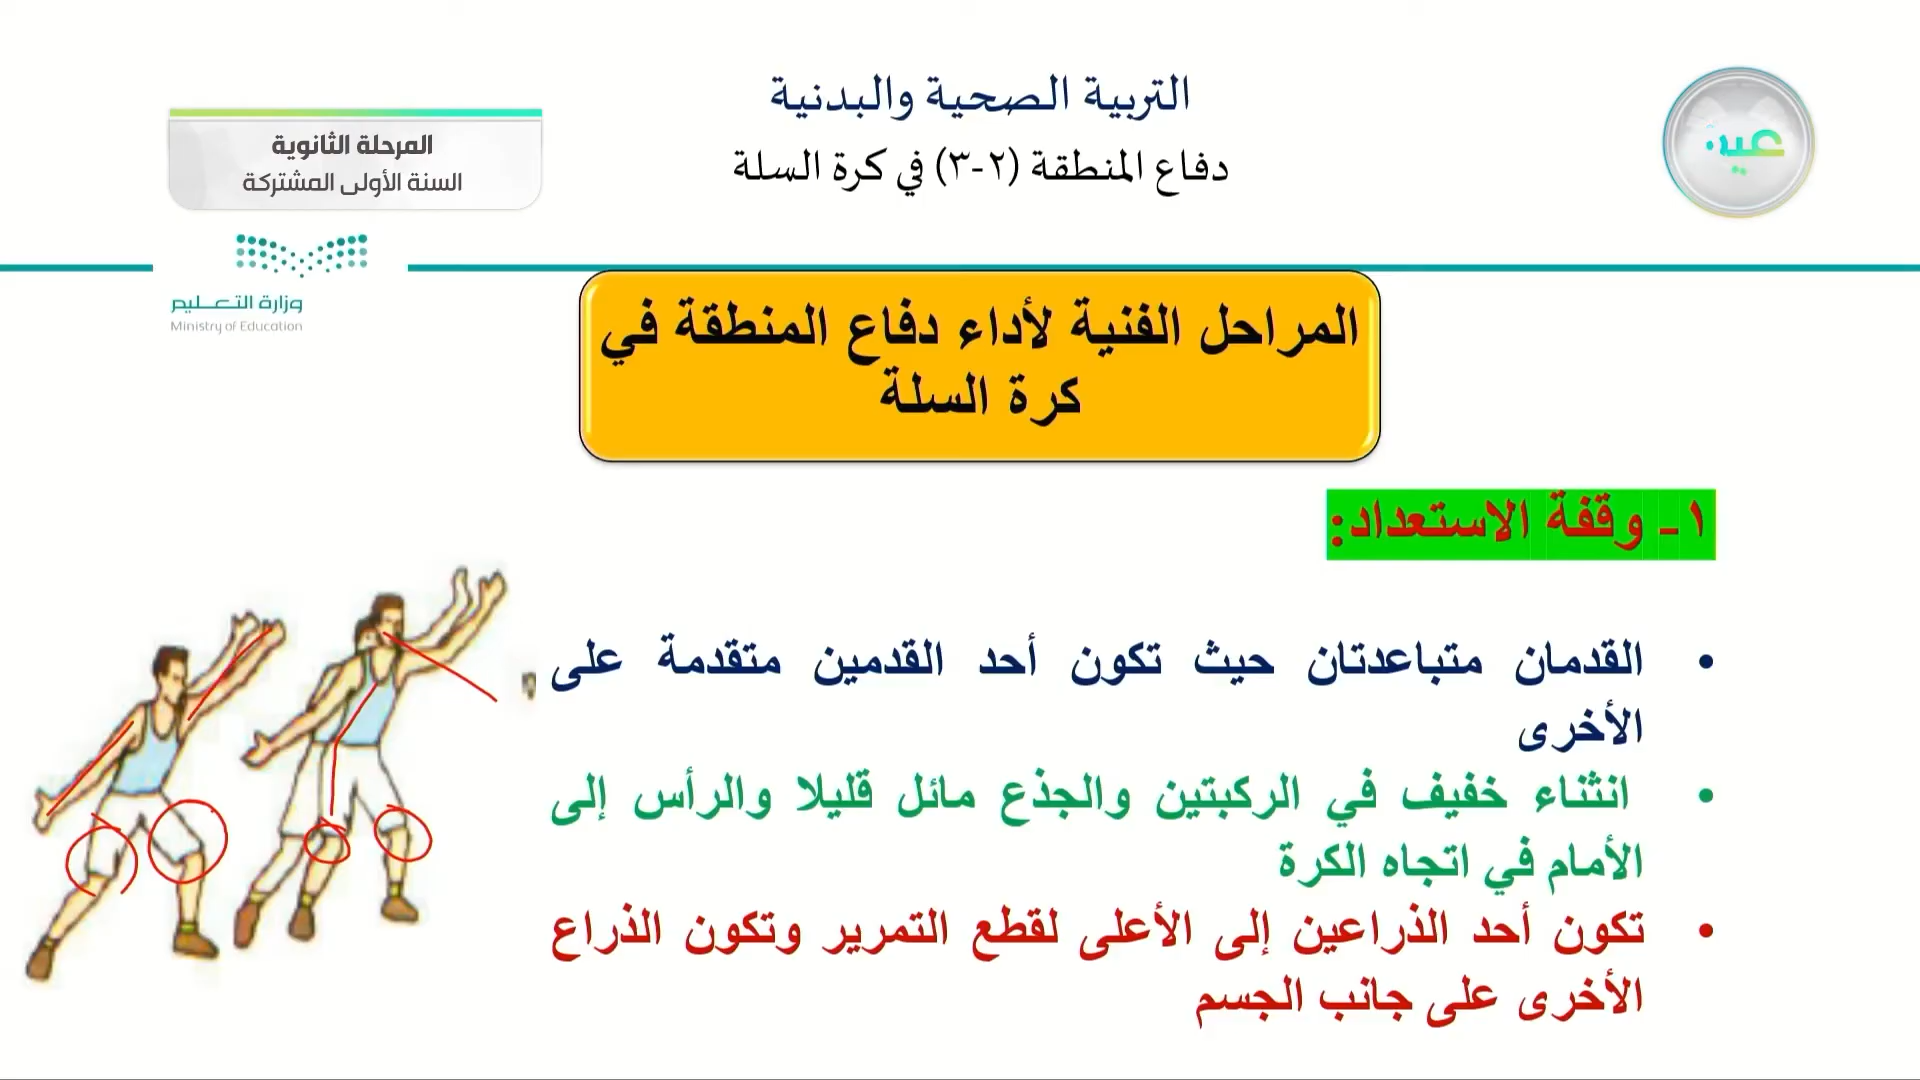 التربية الصحية والبدنية
دفاع المنطقة (٢-٣) في كرة السلة
المرحلة الثانوية
السنة الأولى المشتركة
عين
وزارة التعليم
Ministry of Education
المراحل الفنية لأداء دفاع المنطقة في
كرة السلة
١- وقفة الاستعداد:
• القدمان متباعدتان حيث تكون أحد القدمين متقدمة على
الأخرى
• انثناء خفيف في الركبتين والجذع مائل قليلا والرأس إلى
الأمام في اتجاه الكرة
• تكون أحد الذراعين إلى الأعلى لقطع التمرير وتكون الذراع
الأخرى على جانب الجسم